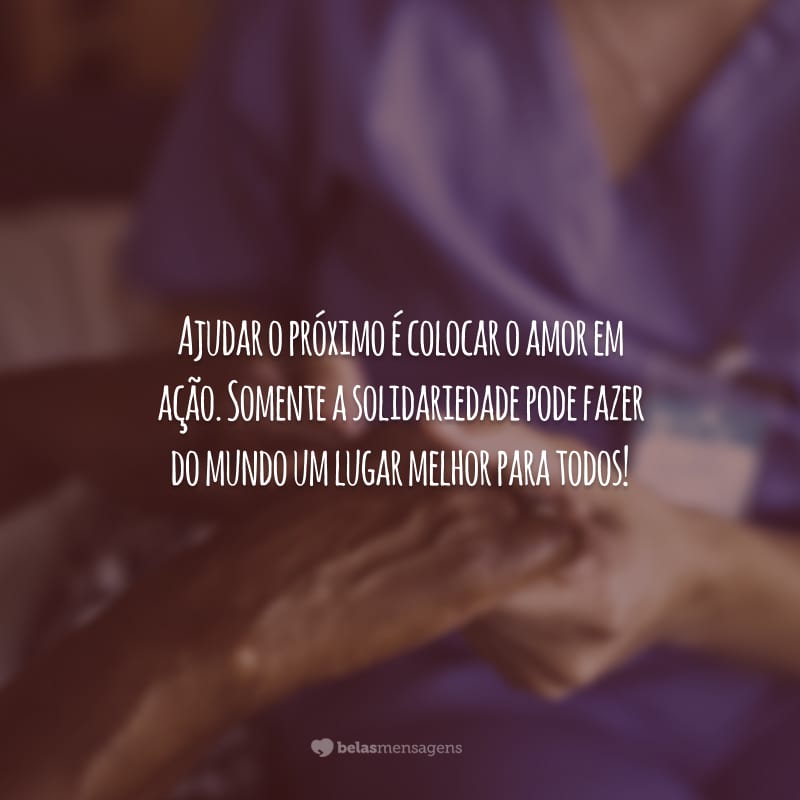 Ajudar o próximo é colocar o amor em
ação. Somente a solidariedade pode fazer
do mundo um lugar melhor para todos!
belasmensagens